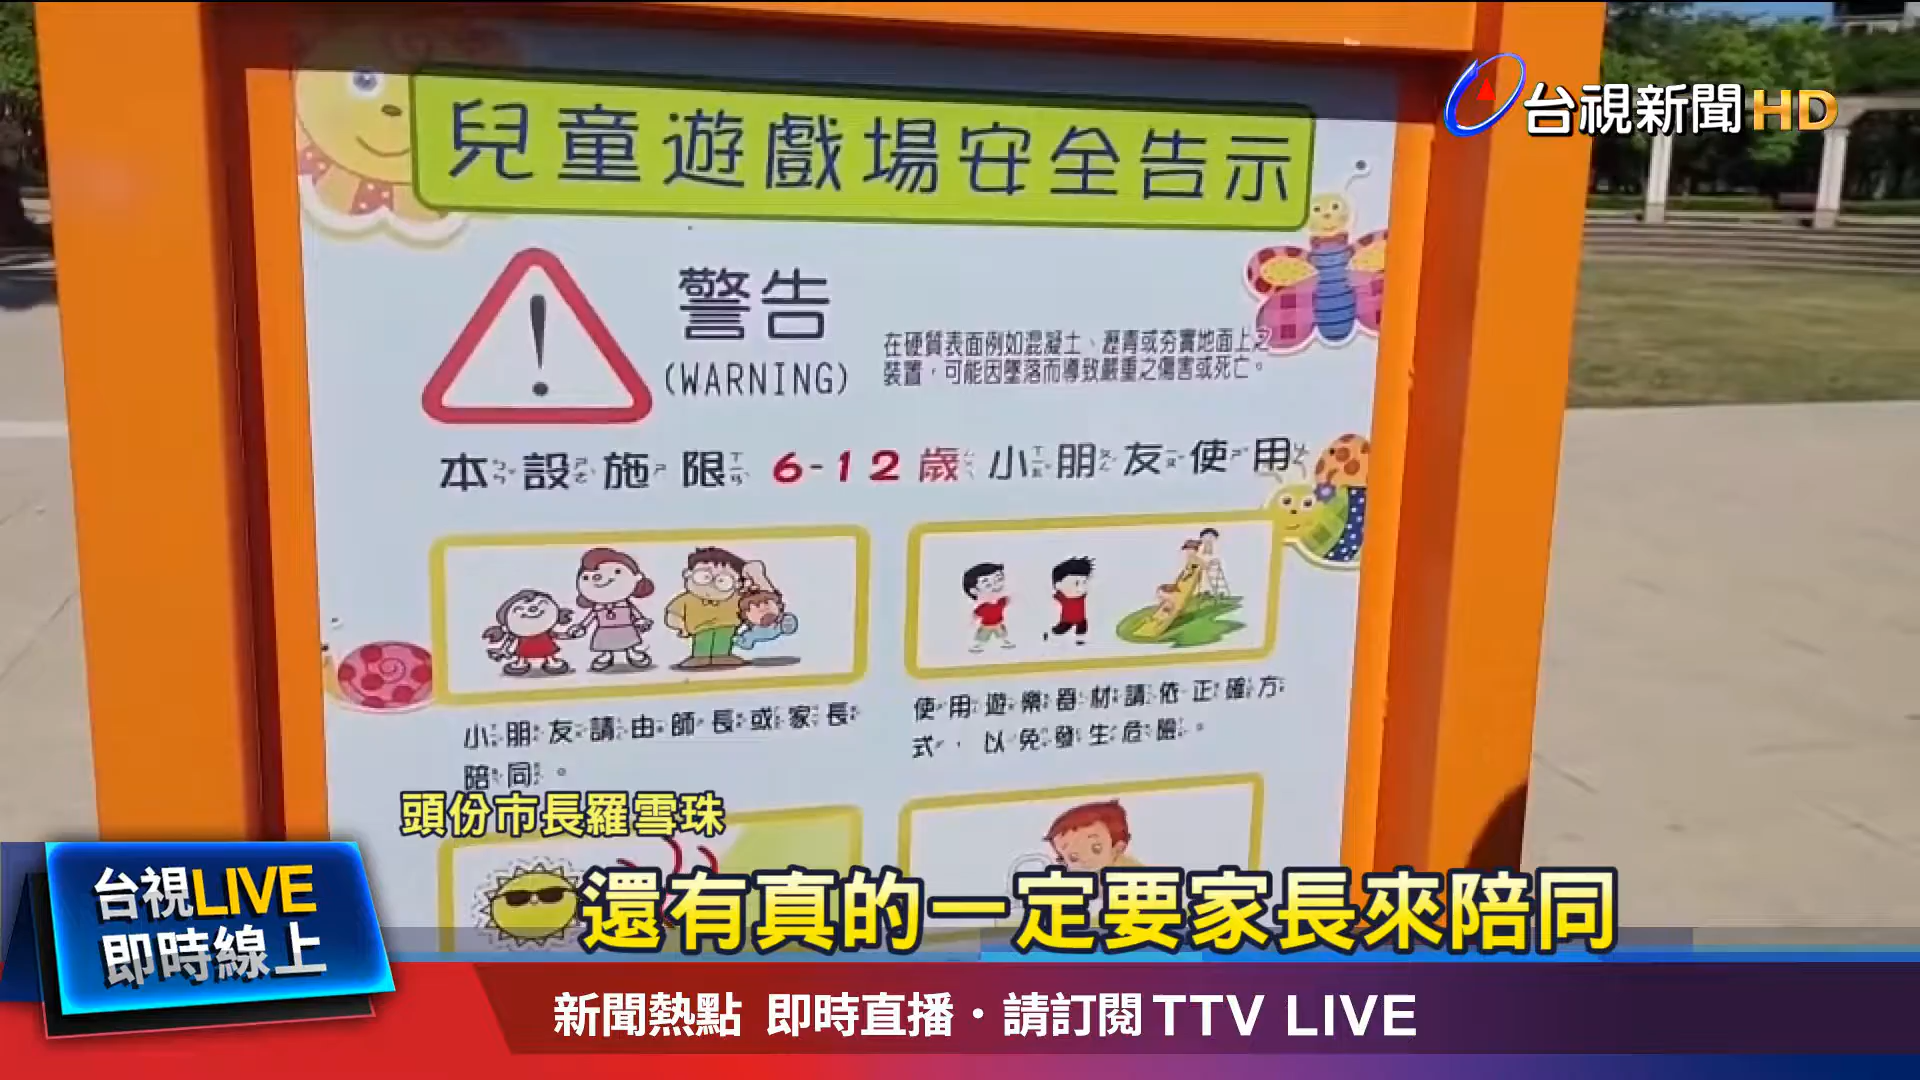 台視新聞HD
兒童遊戲場安全告示
警告
(WARNING)
在硬質表面例如混凝土、瀝青或夯實地面上之
裝置，可能因墜落而導致嚴重之傷害或死亡。
本設施限6-12歲小朋友使用
小朋友請由師長或家長
陪同。
使用遊樂器材請依正確方
式，以免發生危險。
頭份市長羅雪珠
還有真的一定要家長來陪同
台視LIVE
即時線上
新聞熱點 即時直播・請訂閱TTV LIVE